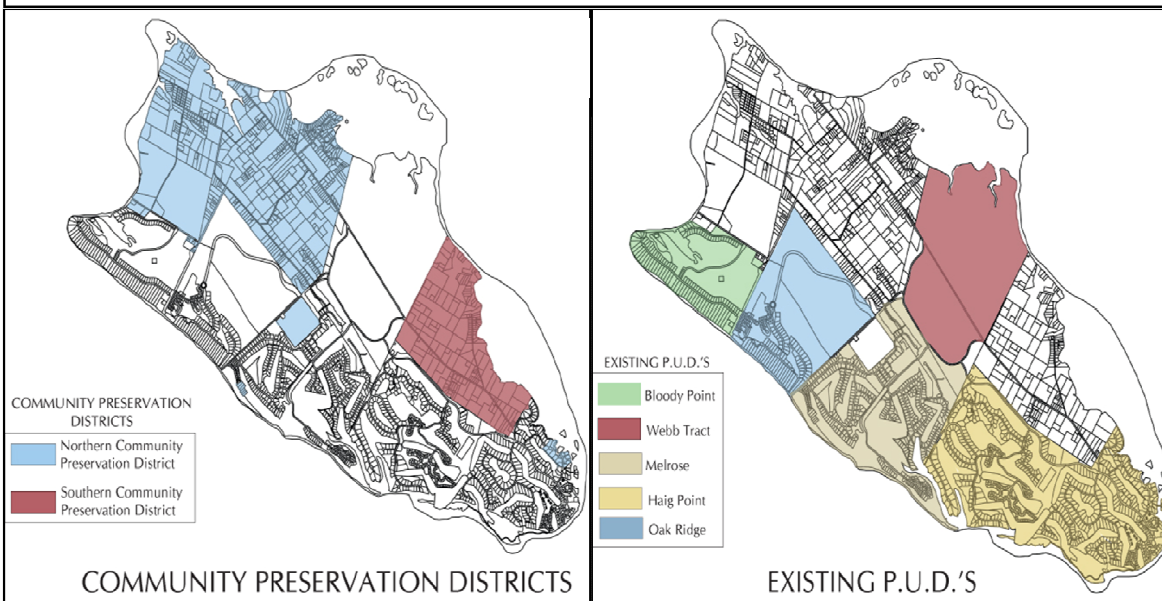 COMMUNITY PRESERVATION
DISTRICTS
Northern Community
Preservation District
Southern Community
Preservation District
COMMUNITY PRESERVATION DISTRICTS
EXISTING P.U.D.'S
Bloody Point
Webb Tract
Melrose
Haig Point
Oak Ridge
EXISTING P.U.D.'S